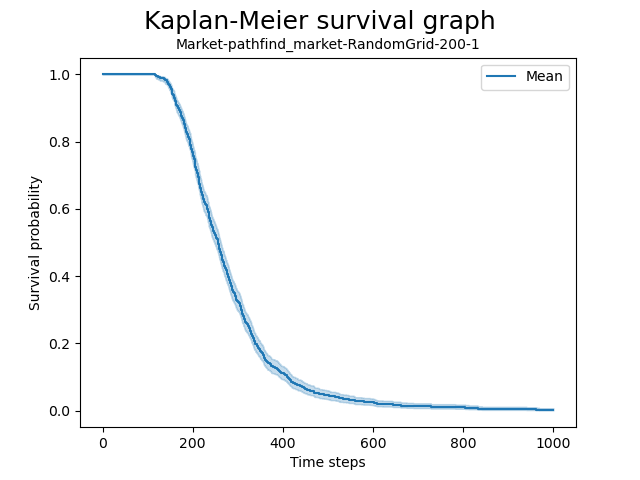 Kaplan-Meier survival graph
Market-pathfind_market-RandomGrid-200-1
Mean
1.0
0.8
0.6
0.4
0.2
0.0
Survival probability
0 200 400 600 800 1000
Time steps